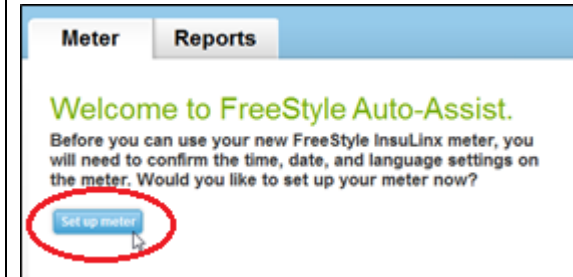 Meter Reports
Welcome to FreeStyle Auto-Assist.
Before you can use your new FreeStyle InsuLinx meter, you
will need to confirm the time, date, and language settings on
the meter. Would you like to set up your meter now?
Set up meter